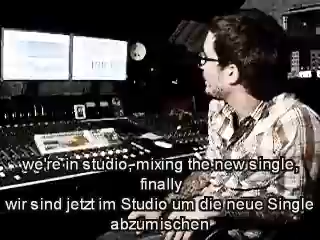 we're in studio, mixing the new single,
finally
wir sind jetzt im Studio um die neue Single
abzumischen